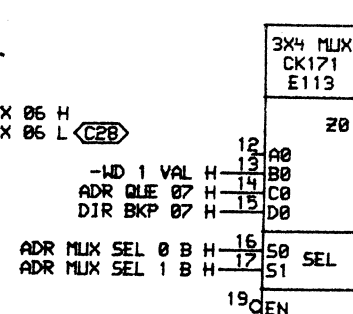 3X4 MUX
CK171
E113
X 06 H
X 06 L C28
Z0
12 A0
-WD 1 VAL H 13 B0
ADR QUE 07 H 14 C0
DIR BKP 07 H 15 D0
ADR MUX SEL 0 B H 16 S0
SEL
ADR MUX SEL 1 B H 17 S1
19 EN